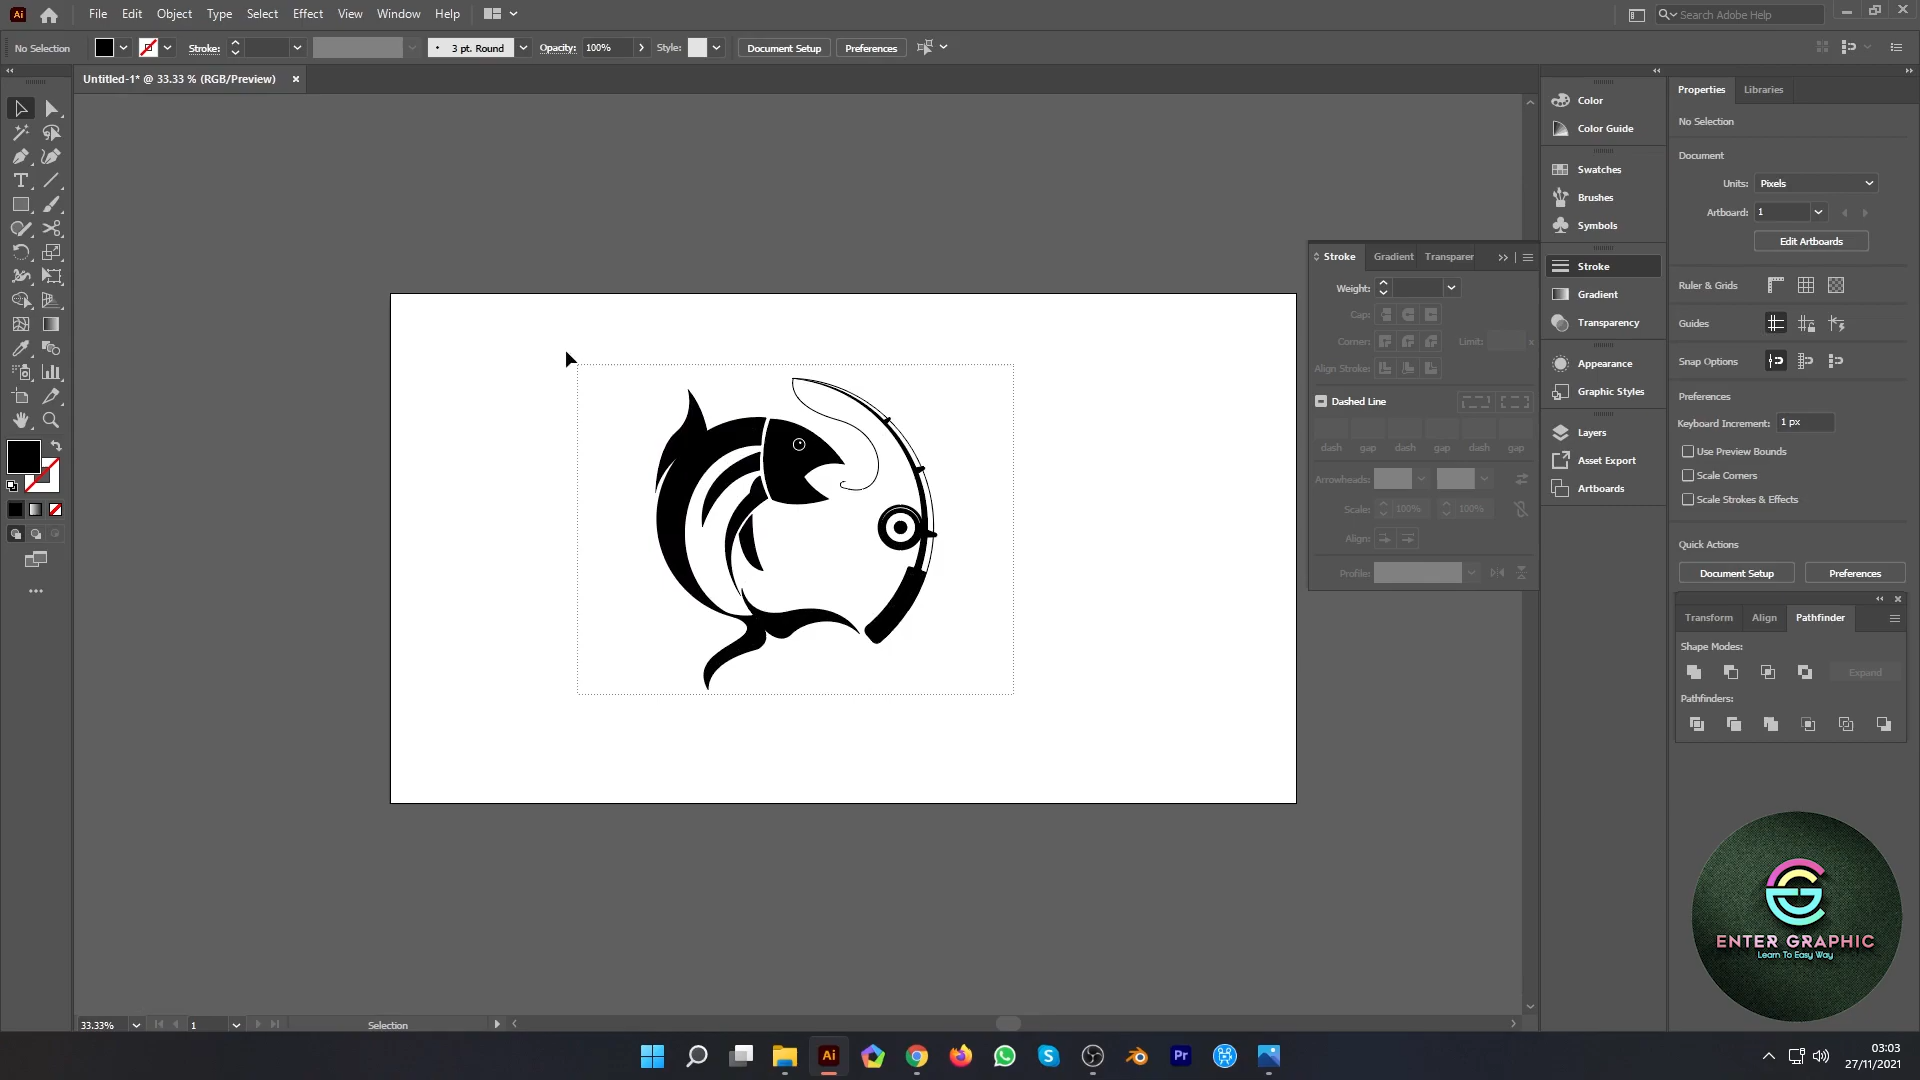 Ai File Edit Object Type Select Effect View Window Help Search Adobe Help
No Selection Stroke: 3 pt. Round Opacity: 100% Style: Document Setup Preferences
Untitled-1* @ 33.33 % (RGB/Preview) ×
Color
Color Guide
Swatches
Brushes
Symbols
Stroke
Gradient
Transparency
Appearance
Graphic Styles
Layers
Asset Export
Artboards
Stroke Gradient Transparer
Weight:
Cap:
Corner: Limit: x
Align Stroke:
Dashed Line
dash gap dash gap dash gap
Arrowheads:
Scale: 100% 100%
Align:
Profile:
Properties Libraries
No Selection
Document
Units: Pixels
Artboard: 1
Edit Artboards
Ruler & Grids
Guides
Snap Options
Preferences
Keyboard Increment: 1 px
Use Preview Bounds
Scale Corners
Scale Strokes & Effects
Quick Actions
Document Setup Preferences
Transform Align Pathfinder
Shape Modes:
Expand
Pathfinders:
ENTER GRAPHIC
Learn To Easy Way
33.33% 1 Selection
Ai Pr
03:03
27/11/2021